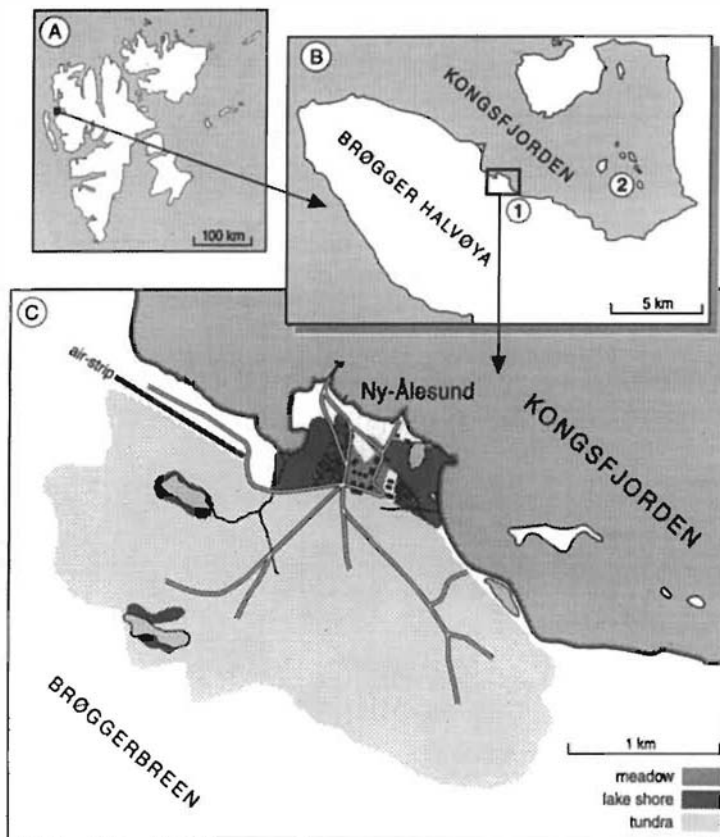 A
100 km
B
KONGSFJORDEN
BRØGGER HALVØYA
1
2
5 km
C
air-strip
Ny-Ålesund
KONGSFJORDEN
BRØGGERBREEN
1 km
meadow
lake shore
tundra